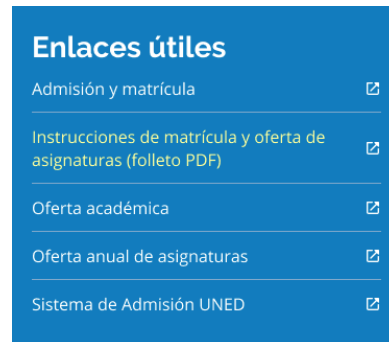 Enlaces útiles
Admisión y matrícula
Instrucciones de matrícula y oferta de
asignaturas (folleto PDF)
Oferta académica
Oferta anual de asignaturas
Sistema de Admisión UNED